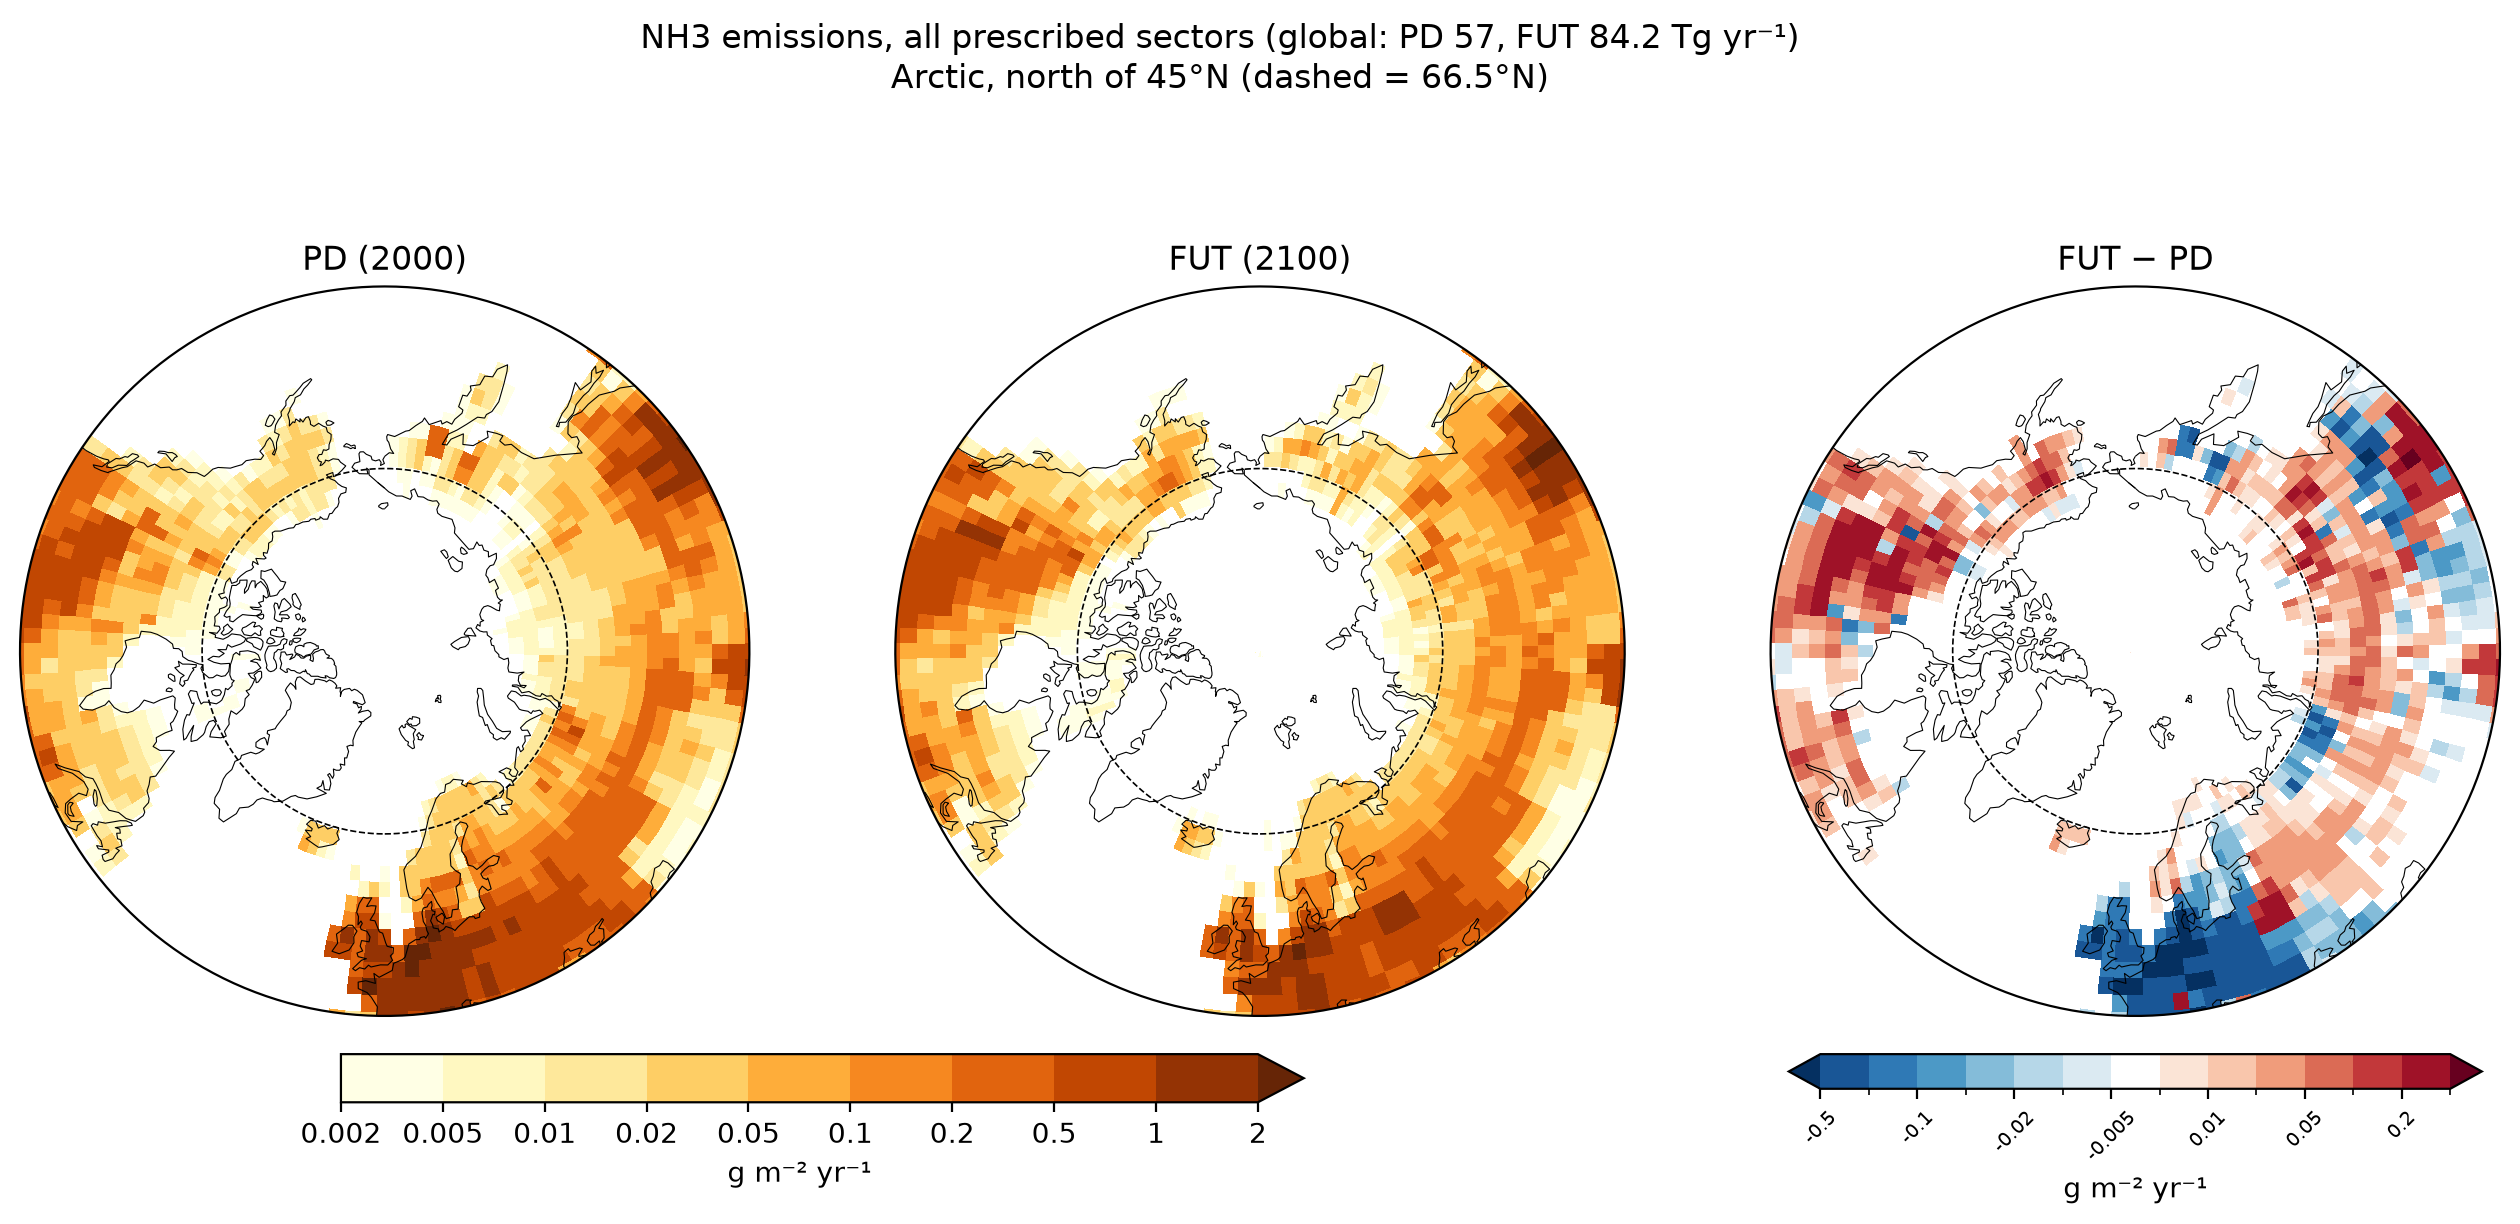 NH3 emissions, all prescribed sectors (global: PD 57, FUT 84.2 Tg yr⁻¹)
Arctic, north of 45°N (dashed = 66.5°N)
PD (2000)
FUT (2100)
FUT − PD
0.002 0.005 0.01 0.02 0.05 0.1 0.2 0.5 1 2
g m⁻² yr⁻¹
-0.5 -0.1 -0.02 -0.005 0.01 0.05 0.2
g m⁻² yr⁻¹